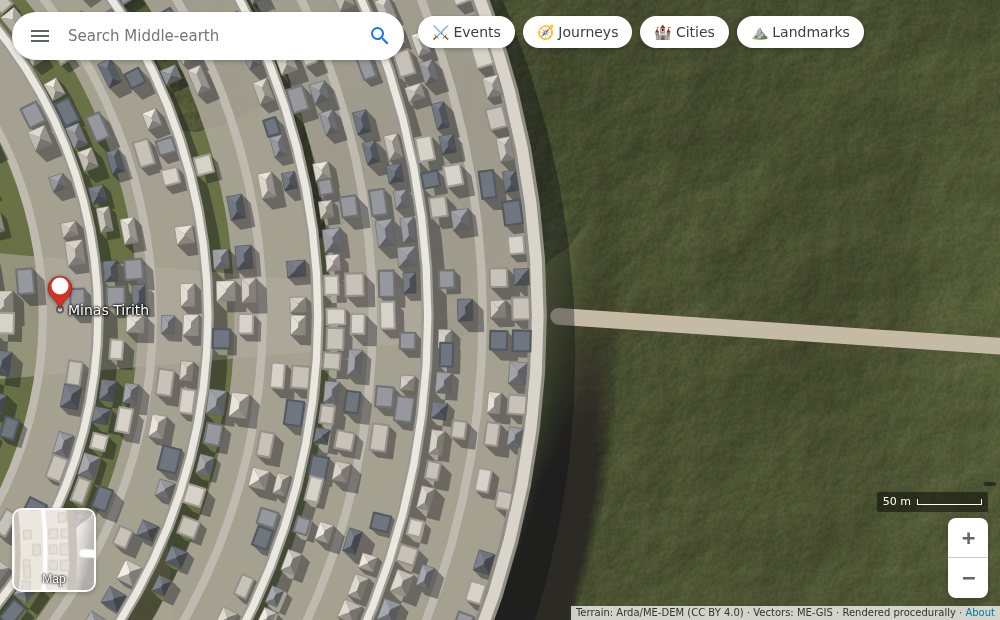 Search Middle-earth
⚔️ Events
🧭 Journeys
🏰 Cities
⛰️ Landmarks
Minas Tirith
50 m
+
−
Map
Terrain: Arda/ME-DEM (CC BY 4.0) · Vectors: ME-GIS · Rendered procedurally · About